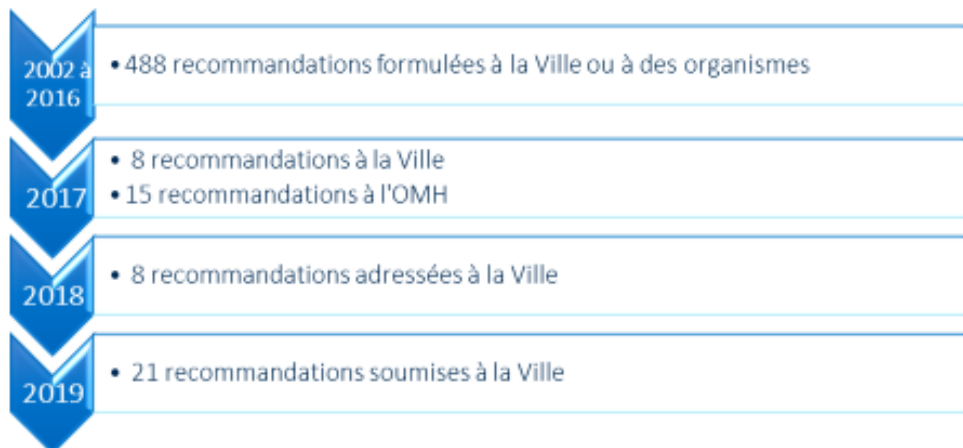 2002 à
2016
• 488 recommandations formulées à la Ville ou à des organismes
2017
• 8 recommandations à la Ville
• 15 recommandations à l'OMH
2018
• 8 recommandations adressées à la Ville
2019
• 21 recommandations soumises à la Ville